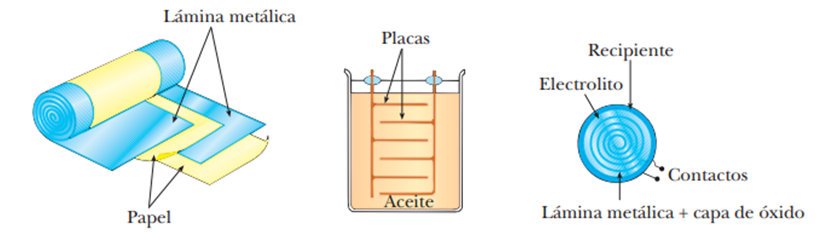 Lámina metálica
Papel
Placas
Aceite
Recipiente
Electrolito
Contactos
Lámina metálica + capa de óxido